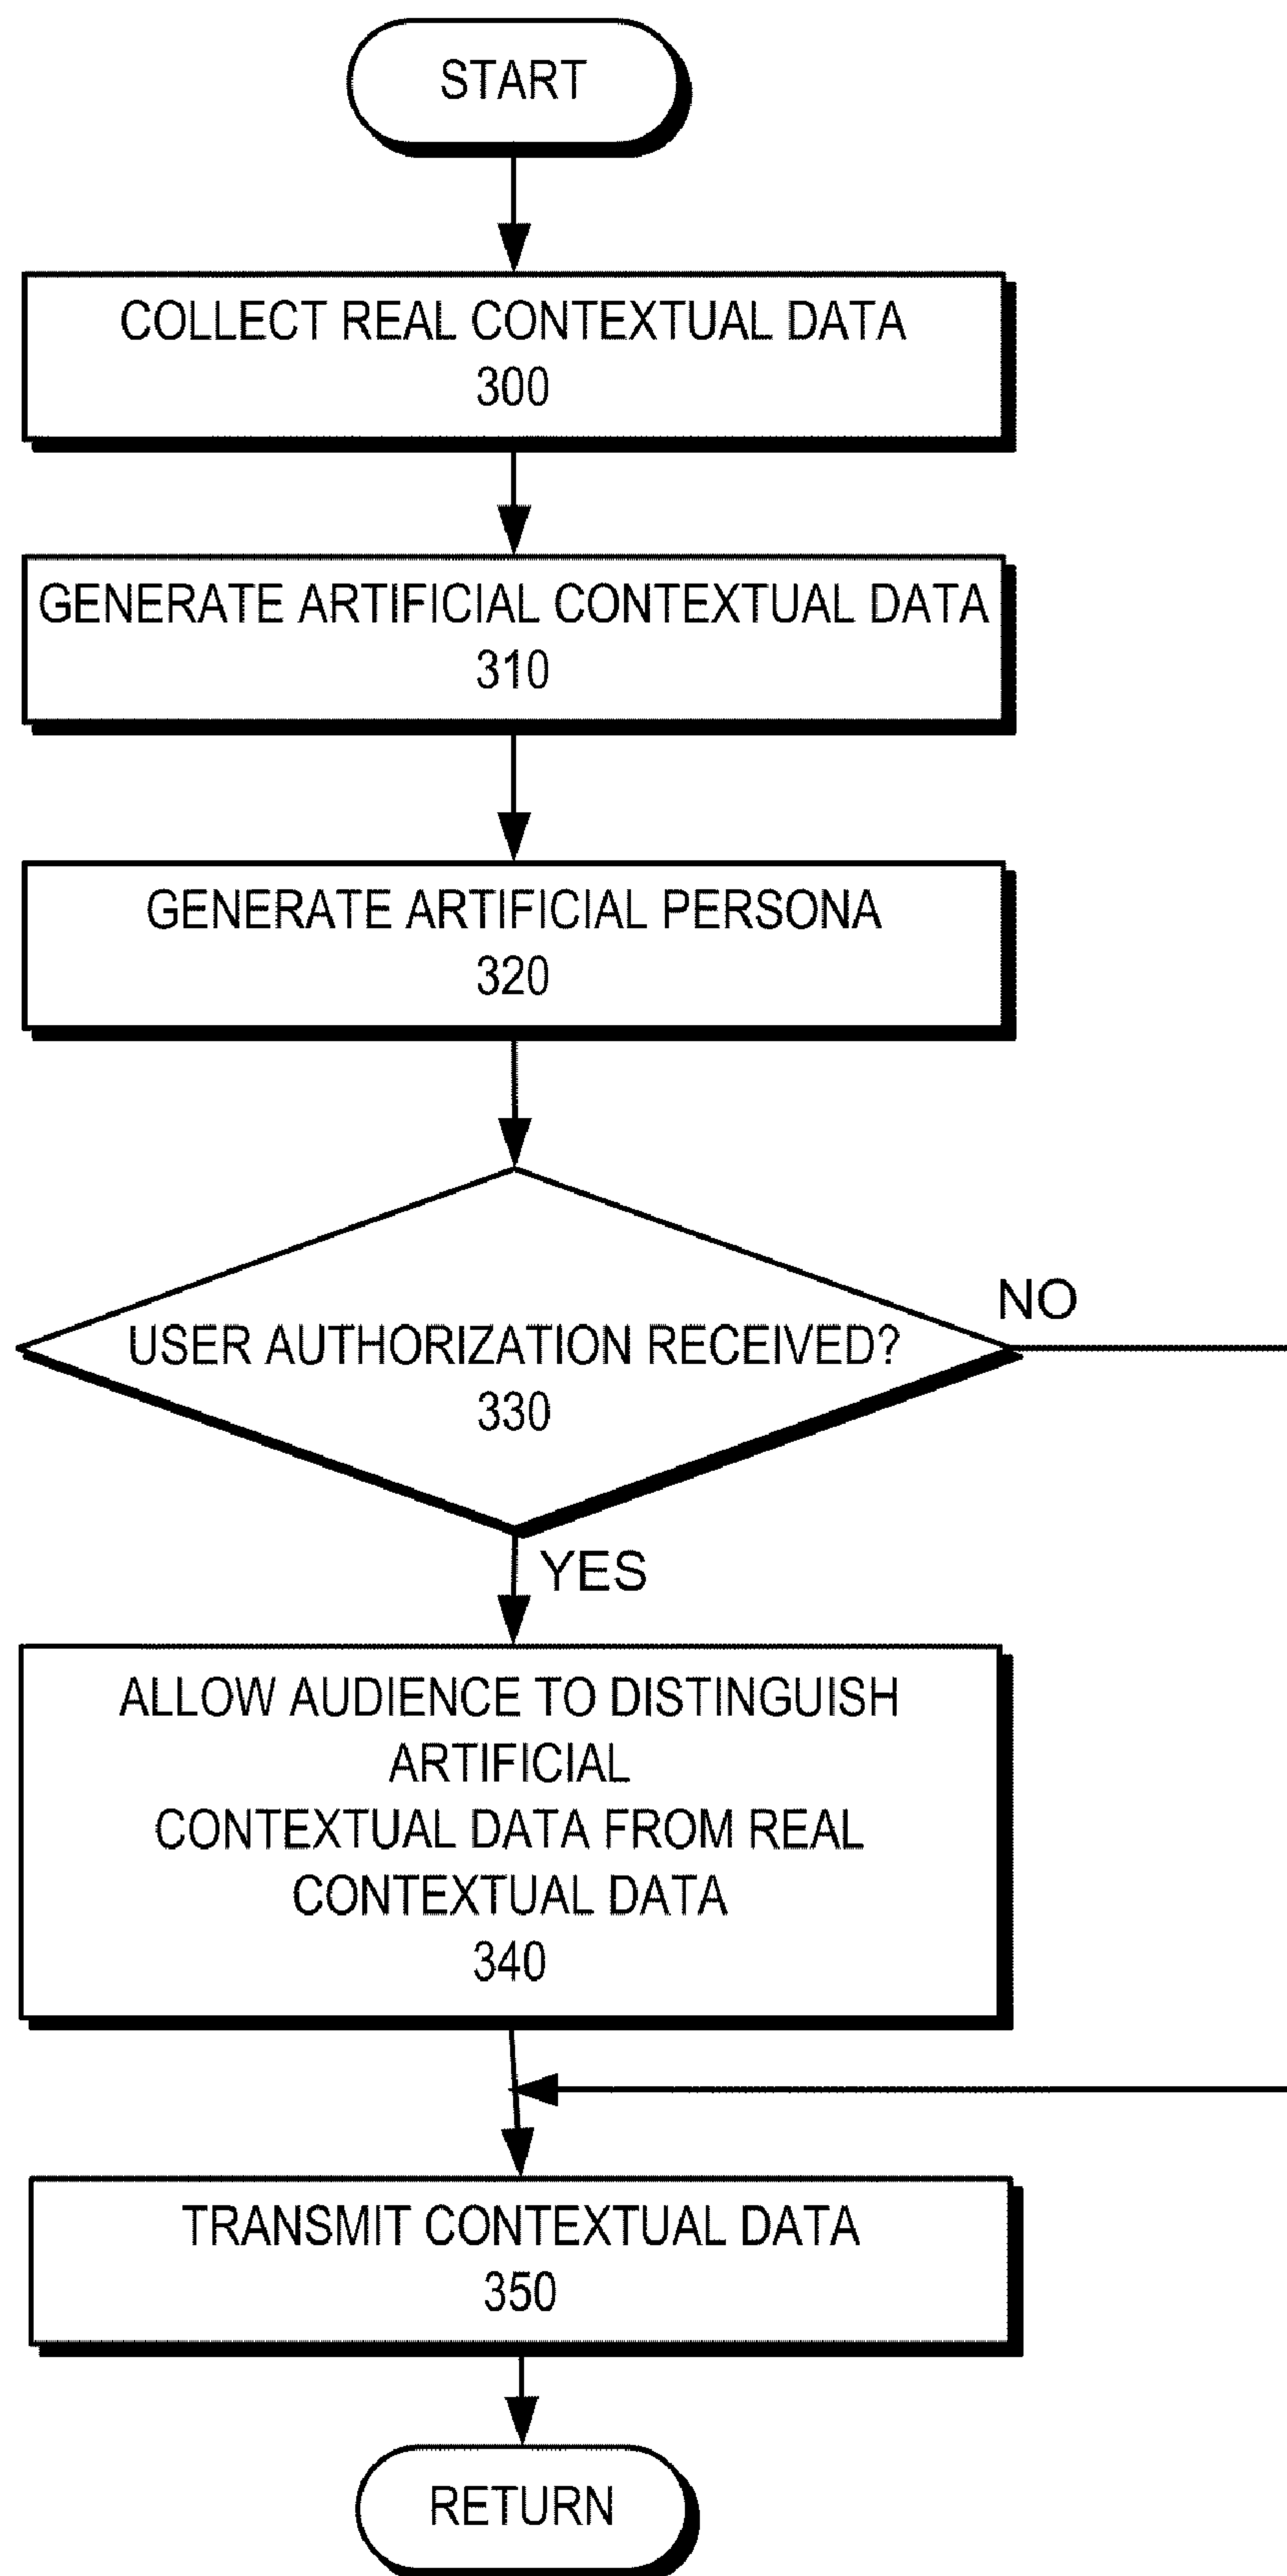 START
COLLECT REAL CONTEXTUAL DATA
300
GENERATE ARTIFICIAL CONTEXTUAL DATA
310
GENERATE ARTIFICIAL PERSONA
320
NO
USER AUTHORIZATION RECEIVED?
330
YES
ALLOW AUDIENCE TO DISTINGUISH
ARTIFICIAL
CONTEXTUAL DATA FROM REAL
CONTEXTUAL DATA
340
TRANSMIT CONTEXTUAL DATA
350
RETURN